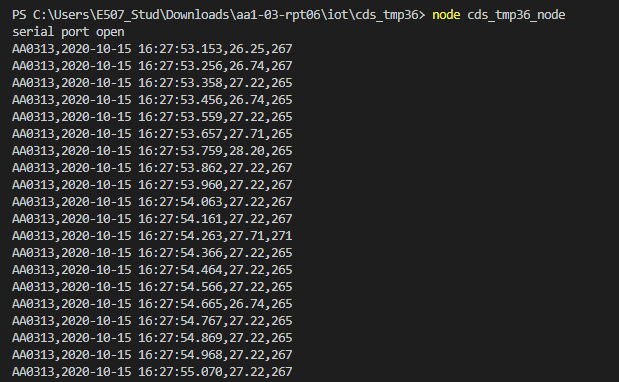 PS C:\Users\E507_Stud\Downloads\aa1-03-rpt06\iot\cds_tmp36> node cds_tmp36_node
serial port open
AA0313,2020-10-15 16:27:53.153,26.25,267
AA0313,2020-10-15 16:27:53.256,26.74,267
AA0313,2020-10-15 16:27:53.358,27.22,265
AA0313,2020-10-15 16:27:53.456,26.74,265
AA0313,2020-10-15 16:27:53.559,27.22,265
AA0313,2020-10-15 16:27:53.657,27.71,265
AA0313,2020-10-15 16:27:53.759,28.20,265
AA0313,2020-10-15 16:27:53.862,27.22,267
AA0313,2020-10-15 16:27:53.960,27.22,267
AA0313,2020-10-15 16:27:54.063,27.22,267
AA0313,2020-10-15 16:27:54.161,27.22,267
AA0313,2020-10-15 16:27:54.263,27.71,271
AA0313,2020-10-15 16:27:54.366,27.22,265
AA0313,2020-10-15 16:27:54.464,27.22,265
AA0313,2020-10-15 16:27:54.566,27.22,265
AA0313,2020-10-15 16:27:54.665,26.74,265
AA0313,2020-10-15 16:27:54.767,27.22,265
AA0313,2020-10-15 16:27:54.869,27.22,265
AA0313,2020-10-15 16:27:54.968,27.22,267
AA0313,2020-10-15 16:27:55.070,27.22,267